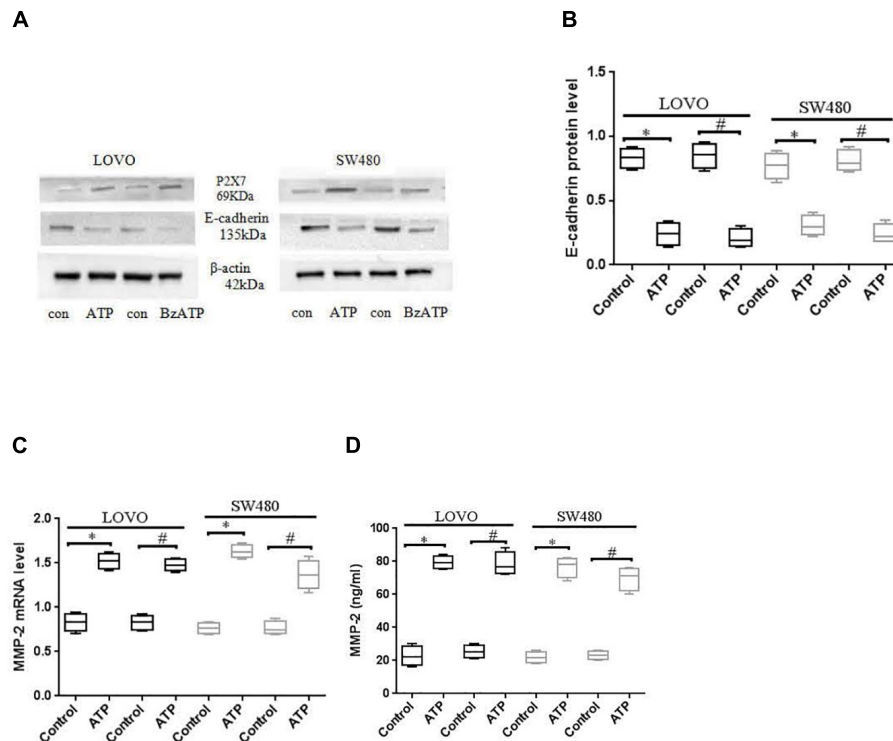 A
LOVO
SW480
P2X7
69KDa
E-cadherin
135kDa
β-actin
42kDa
con ATP con BzATP
con ATP con BzATP
B
E-cadherin protein level
1.5
1.0
0.5
0.0
LOVO
SW480
* # * #
Control ATP Control ATP Control ATP Control ATP
C
MMP-2 mRNA level
2.0
1.5
1.0
0.5
0.0
LOVO
SW480
* # * #
Control ATP Control ATP Control ATP Control ATP
D
MMP-2 (ng/ml)
100
80
60
40
20
0
LOVO
SW480
* # * #
Control ATP Control ATP Control ATP Control ATP